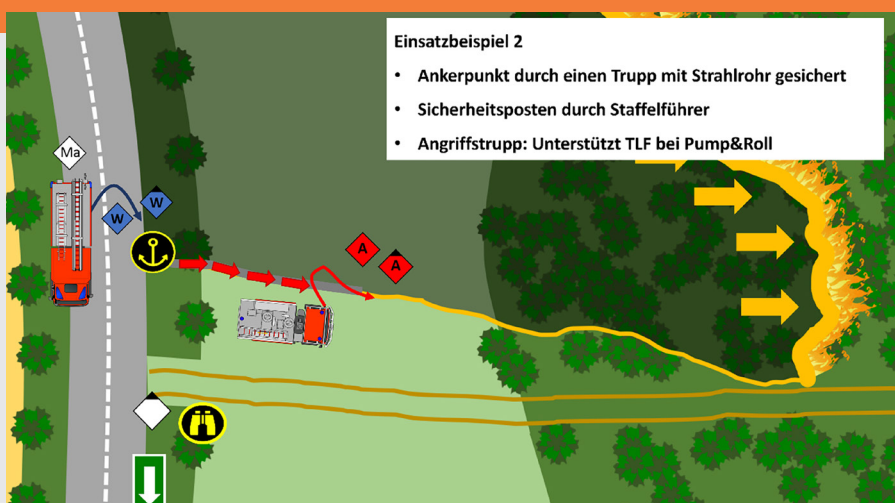 Einsatzbeispiel 2
• Ankerpunkt durch einen Trupp mit Strahlrohr gesichert
• Sicherheitsposten durch Staffelführer
• Angriffstrupp: Unterstützt TLF bei Pump&Roll
Ma
W
W
A
A